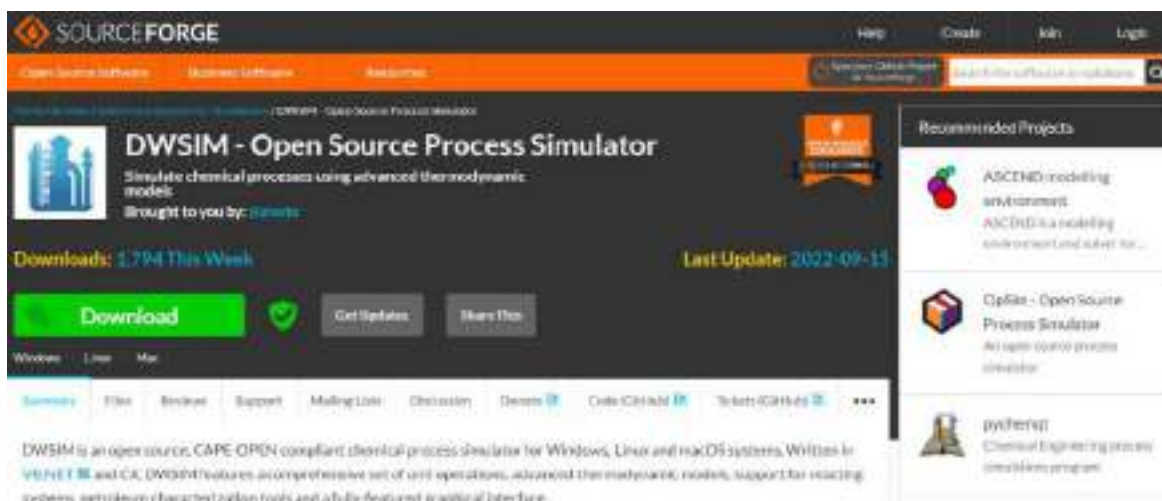 SOURCEFORGE
Help Create Join Login
Open Source Software Business Software Resources
DWSIM - Open Source Process Simulator
Simulate chemical processes using advanced thermodynamic
models
Brought to you by:
Downloads: 1,794 This Week
Last Update: 2022-09-15
Download
Get Updates
Share This
Windows Linux Mac
Summary Files Reviews Support Mailing Lists Discussion Donate Code (GitHub) Tickets (GitHub)
DWSIM is an open source, CAPE-OPEN compliant chemical process simulator for Windows, Linux and macOS systems. Written in
VB.NET and C#, DWSIM features a comprehensive set of unit operations, advanced thermodynamic models, support for reacting
systems, petroleum characterization tools and a fully-featured graphical interface.
Recommended Projects
ASCEND modelling
environment
ASCEND is a modelling
environment and solver for...
OpSim - Open Source
Process Simulator
An open source process
simulator
pychemqt
Chemical Engineering process
simulations program